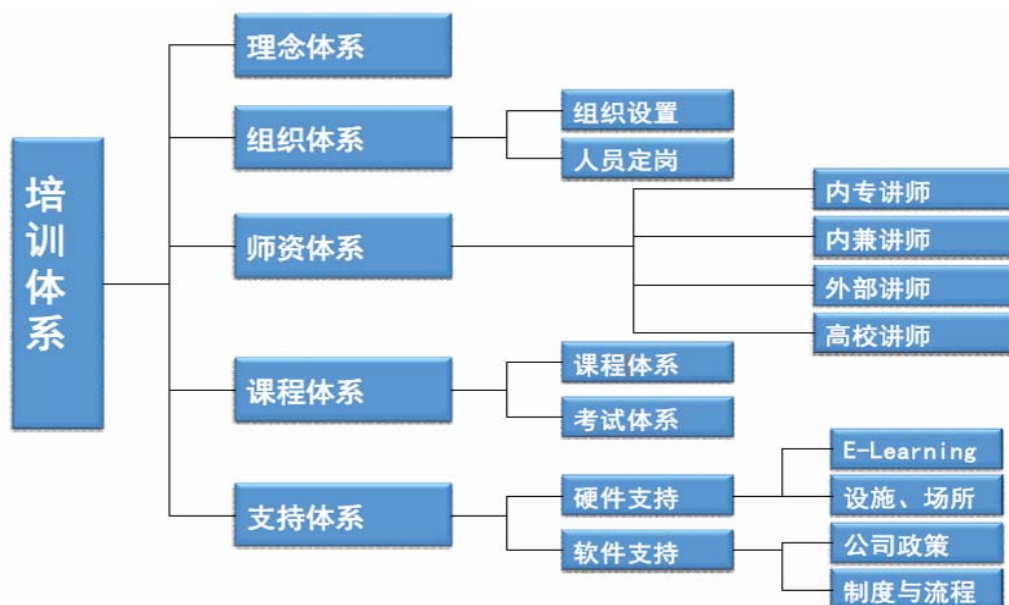 培训体系
理念体系
组织体系
组织设置
人员定岗
师资体系
内专讲师
内兼讲师
外部讲师
高校讲师
课程体系
课程体系
考试体系
支持体系
硬件支持
E-Learning
设施、场所
软件支持
公司政策
制度与流程